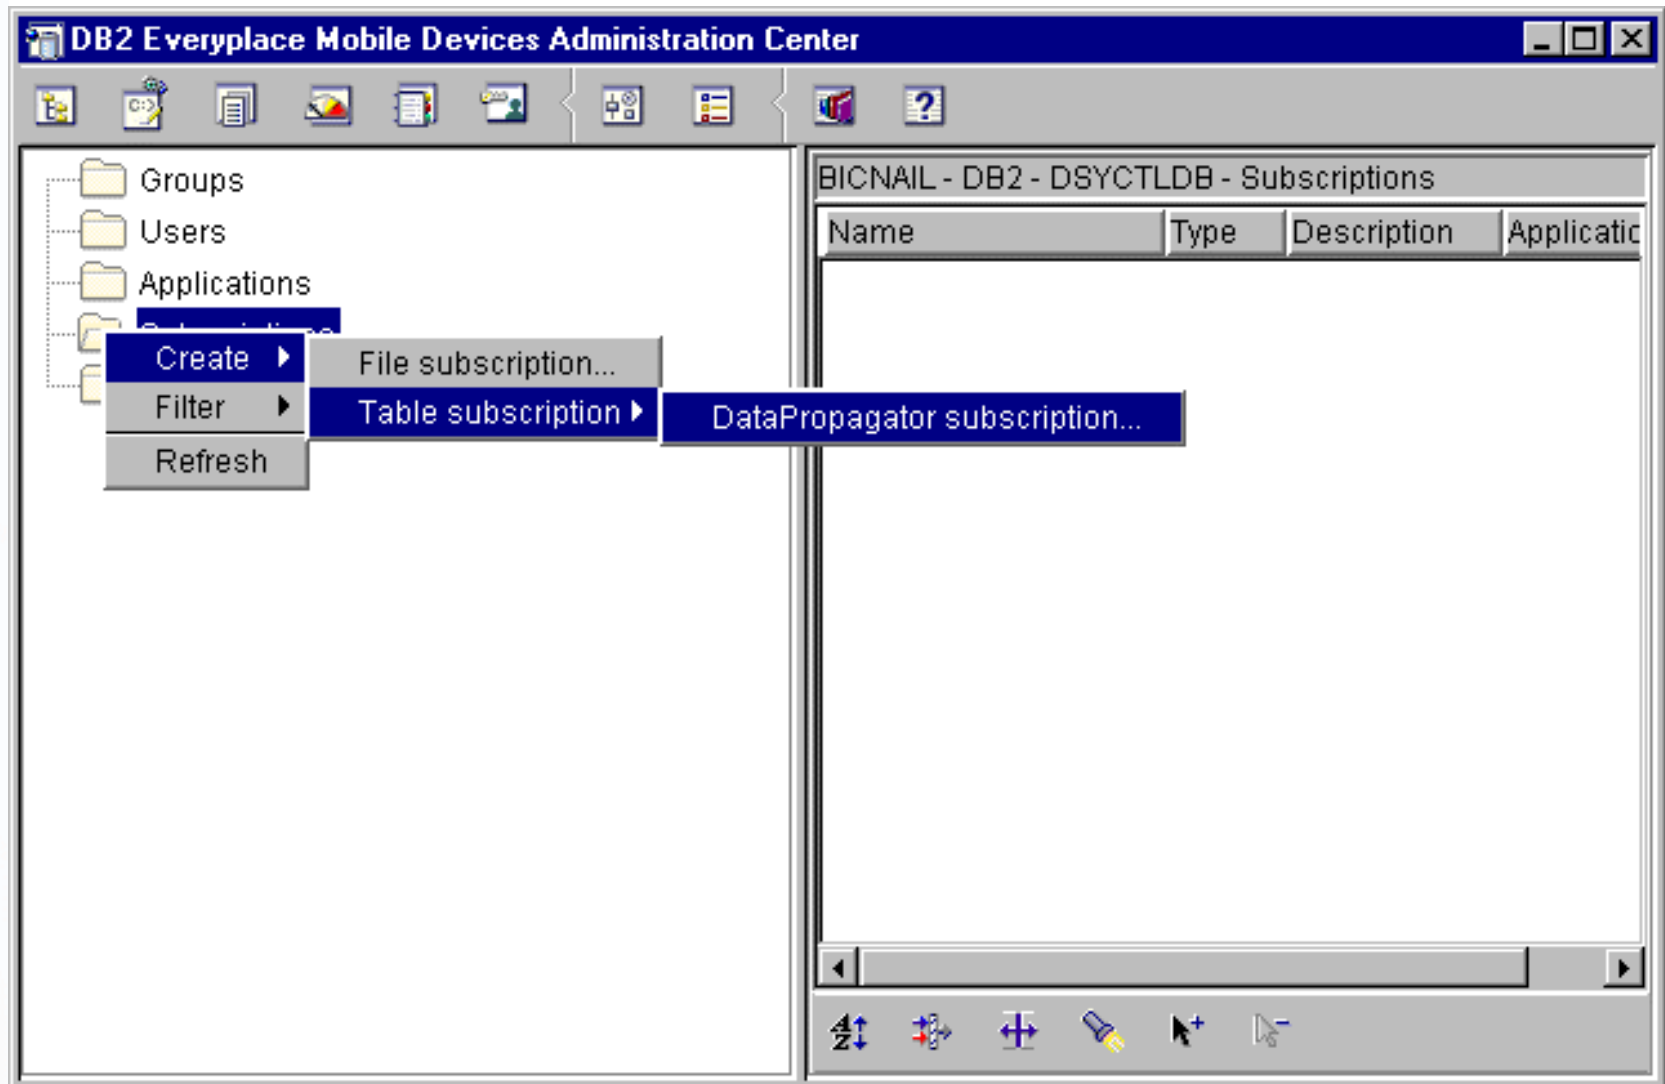 DB2 Everyplace Mobile Devices Administration Center
Groups
Users
Applications
Subscriptions
Create
Filter
Refresh
File subscription...
Table subscription
DataPropagator subscription...
BICNAIL - DB2 - DSYCTLDB - Subscriptions
Name Type Description Applicatic